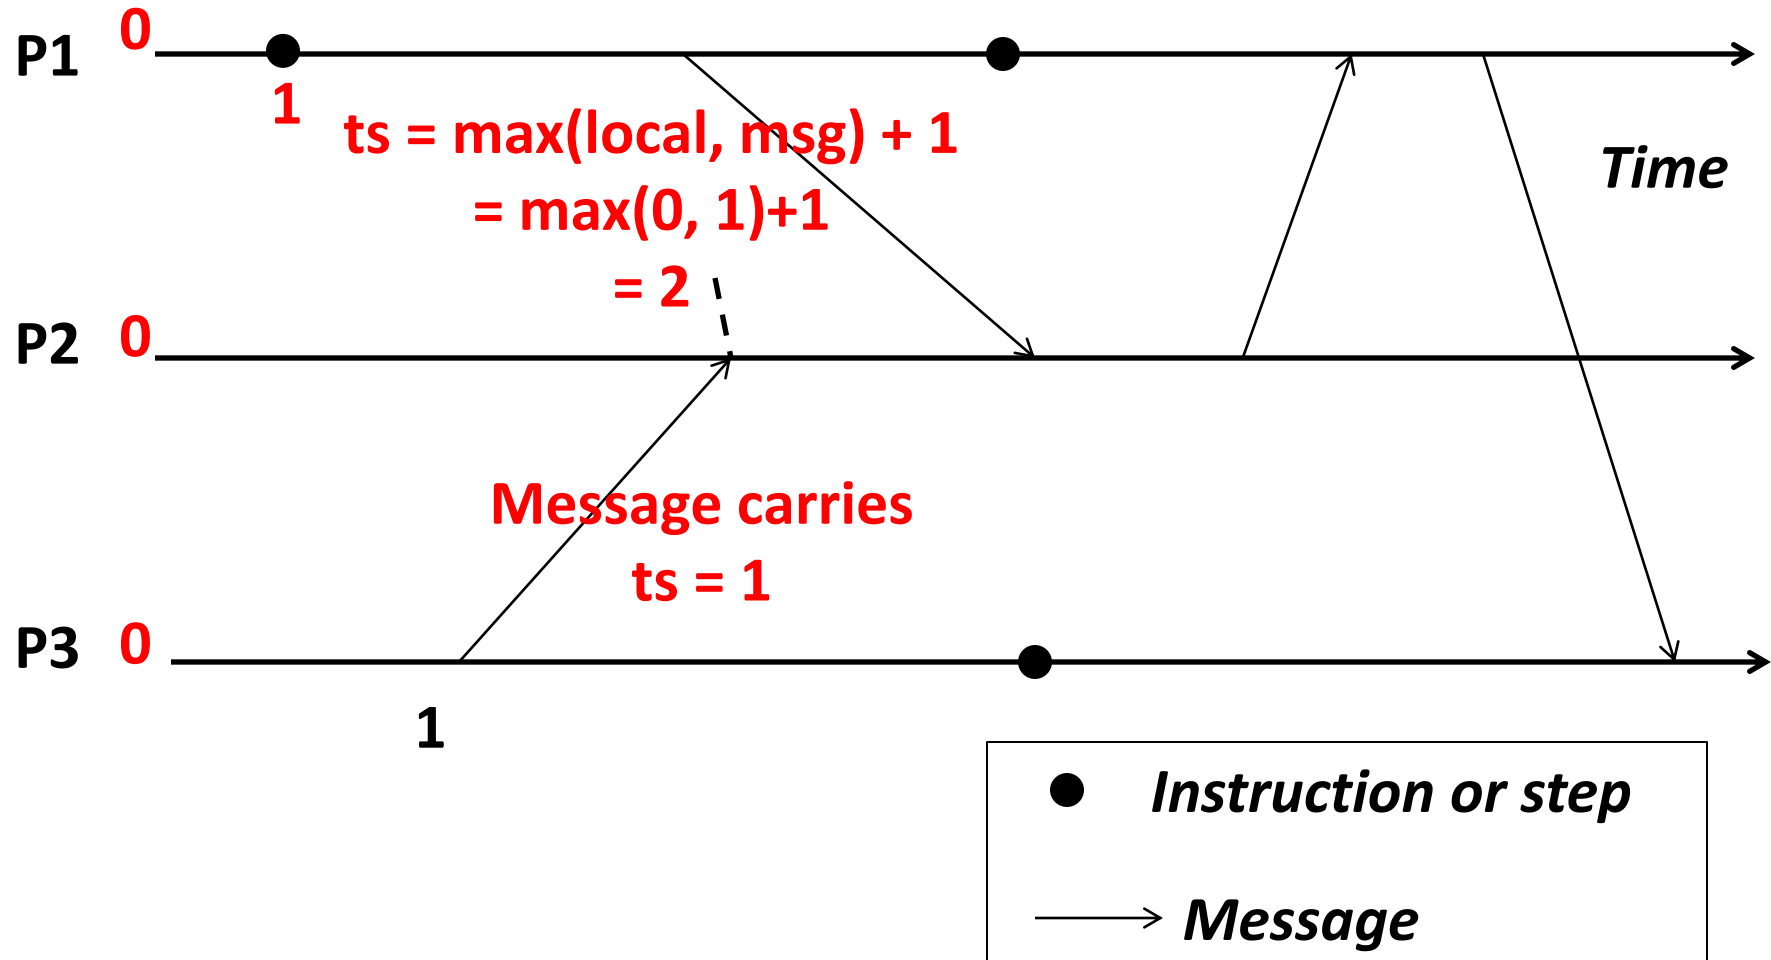 P1 0
1
ts = max(local, msg) + 1
= max(0, 1)+1
= 2
Time
P2 0
Message carries
ts = 1
P3 0
1
Instruction or step
Message